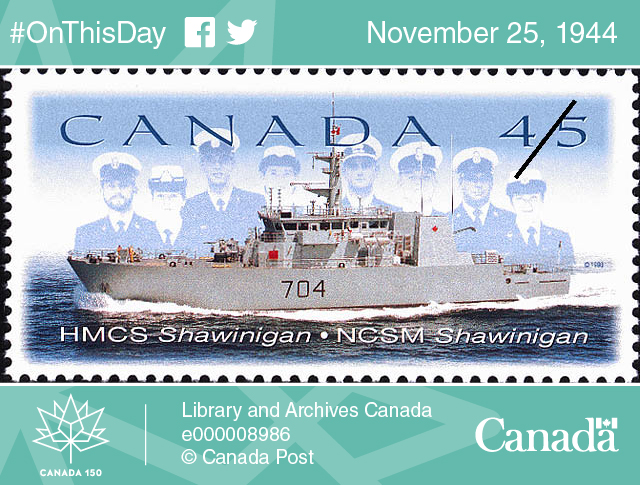 #OnThisDay
November 25, 1944
CANADA 45
© 1998
704
HMCS Shawinigan • NCSM Shawinigan
CANADA 150
Library and Archives Canada
e000008986
© Canada Post
Canada